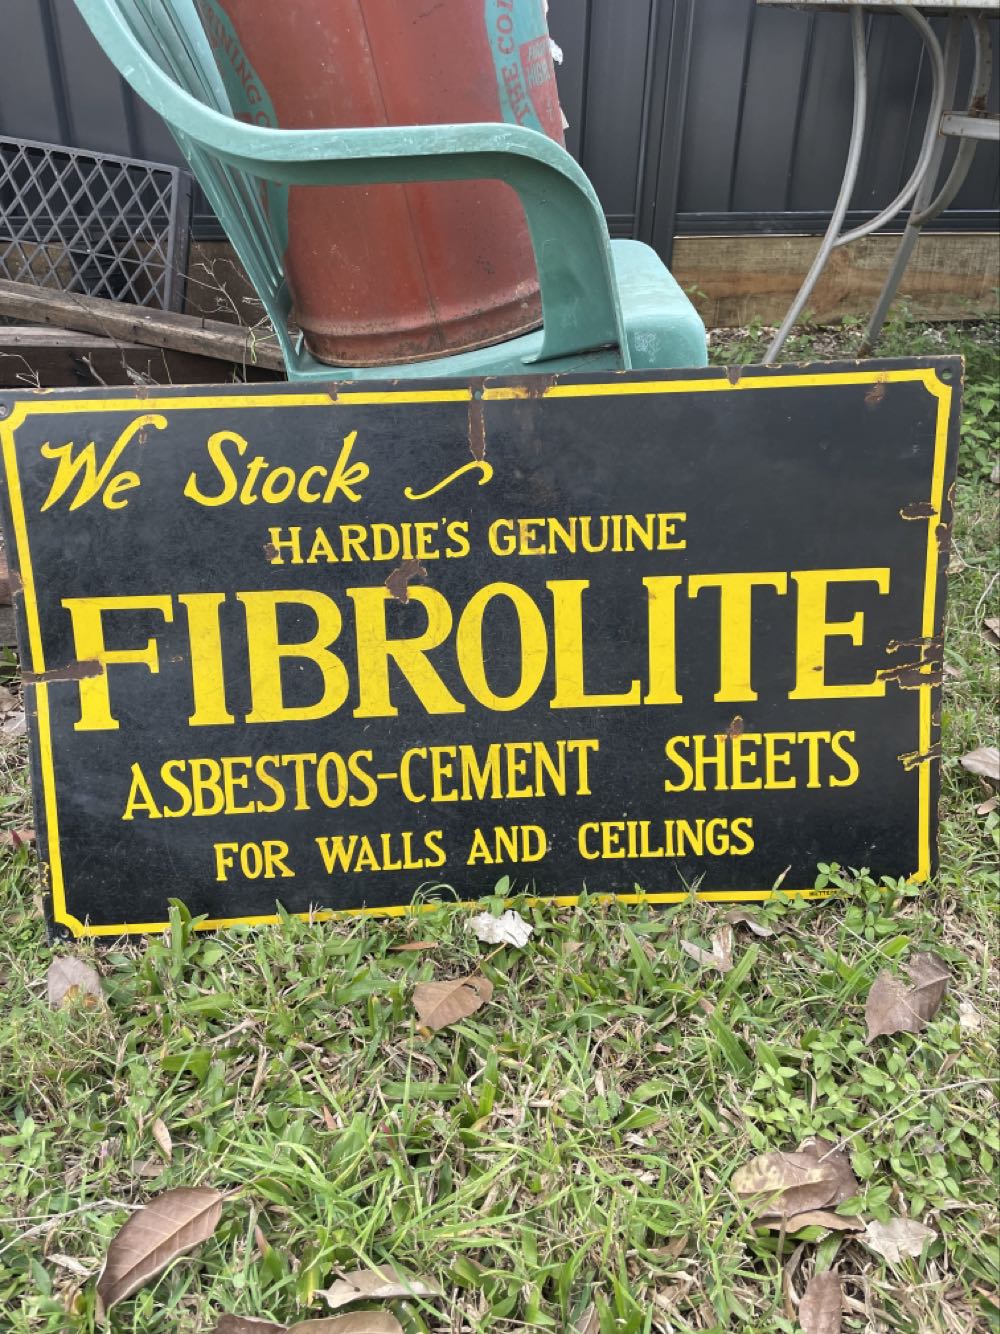 We Stock
HARDIE'S GENUINE
FIBROLITE
ASBESTOS-CEMENT SHEETS
FOR WALLS AND CEILINGS